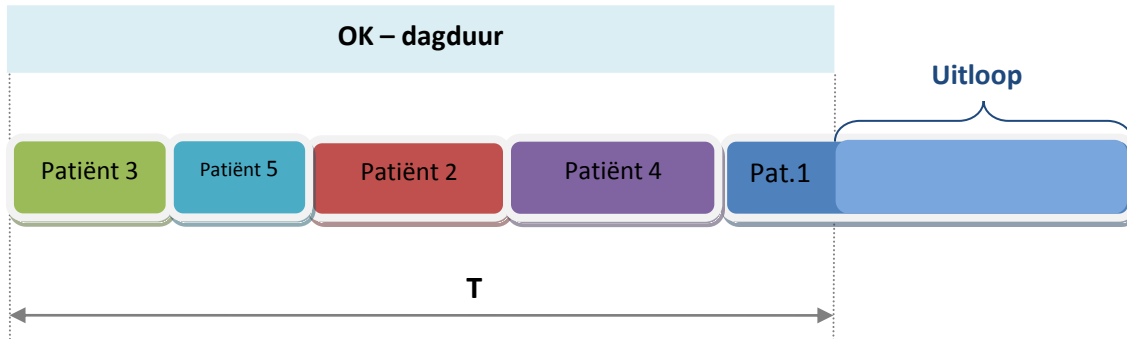 OK – dagduur
Uitloop
Patiënt 3
Patiënt 5
Patiënt 2
Patiënt 4
Pat.1
T